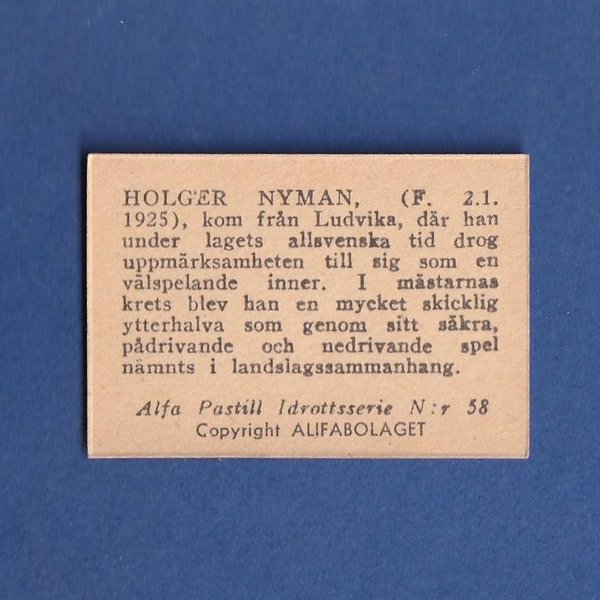 HOLGER NYMAN, (F. 2.1.
1925), kom från Ludvika, där han
under lagets allsvenska tid drog
uppmärksamheten till sig som en
välspelande inner. I mästarnas
krets blev han en mycket skicklig
ytterhalva som genom sitt säkra,
pådrivande och nedrivande spel
nämnts i landslagssammanhang.
Alfa Pastill Idrottsserie N:r 58
Copyright ALIFABOLAGET